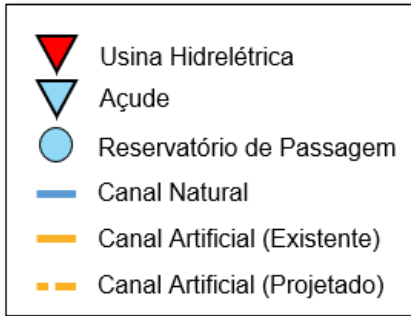 Usina Hidrelétrica
Açude
Reservatório de Passagem
Canal Natural
Canal Artificial (Existente)
Canal Artificial (Projetado)